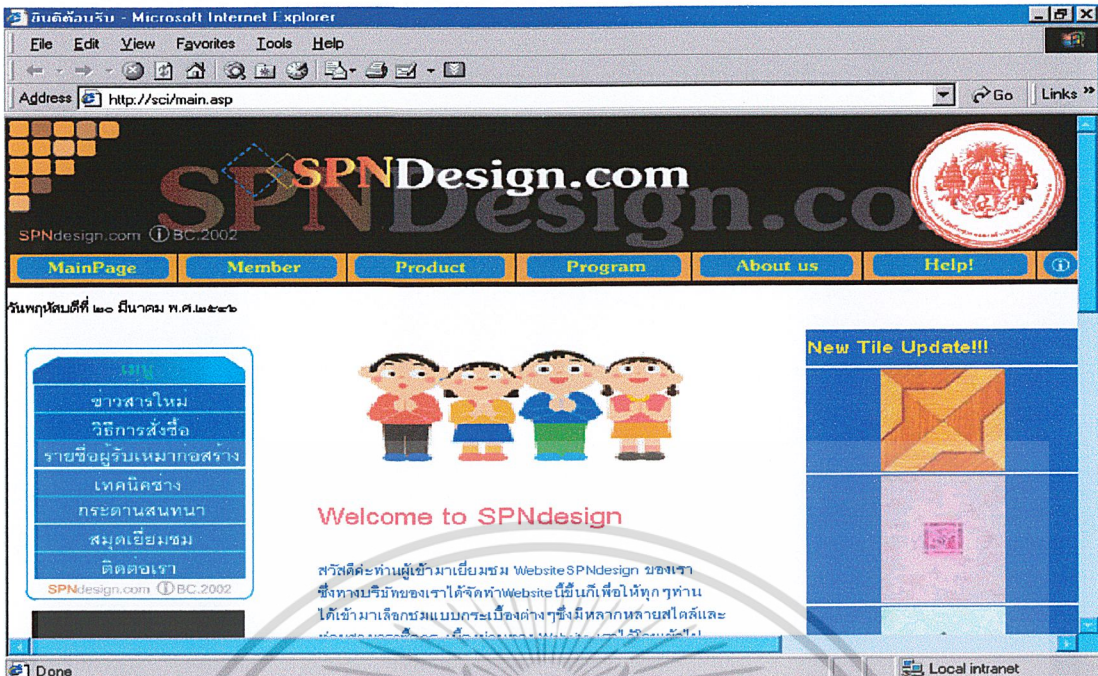 ยินดีต้อนรับ - Microsoft Internet Explorer
File Edit View Favorites Tools Help
Address http://sci/main.asp Go Links »
SPNDesign.com
SPNDesign.co
SPNdesign.com ⓘ BC.2002
MainPage Member Product Program About us Help! ⓘ
วันพฤหัสบดีที่ ๒๐ มีนาคม พ.ศ.๒๕๔๖
เมนู
ข่าวสารใหม่
วิธีการสั่งซื้อ
รายชื่อผู้รับเหมาก่อสร้าง
เทคนิคช่าง
กระดานสนทนา
สมุดเยี่ยมชม
ติดต่อเรา
SPNdesign.com ⓘ BC.2002
Welcome to SPNdesign
สวัสดีค่ะท่านผู้เข้ามาเยี่ยมชม WebsiteSPNdesign ของเรา
ซึ่งทางบริษัทของเราได้จัดทำWebsiteนี้ขึ้นก็เพื่อให้ทุกๆท่าน
ได้เข้ามาเลือกชมแบบกระเบื้องต่างๆซึ่งมีหลากหลายสไตล์และ
New Tile Update!!!
Done
Local intranet